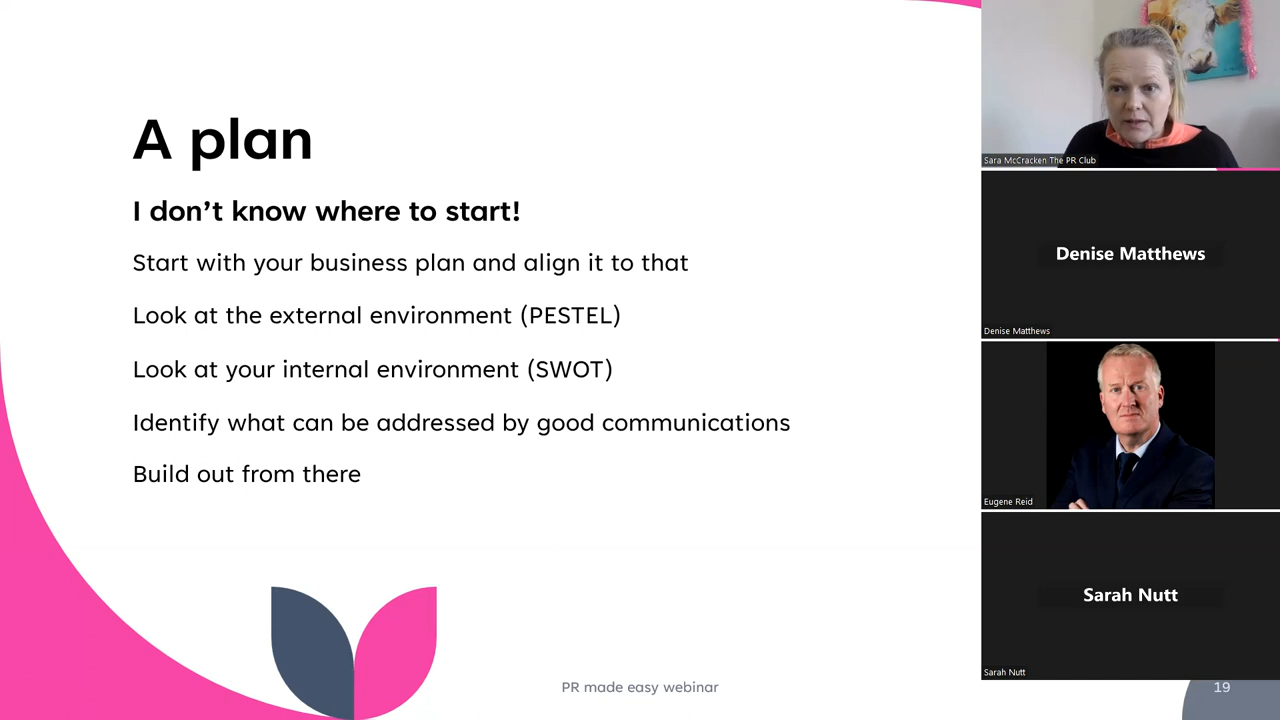 A plan
I don’t know where to start!
Start with your business plan and align it to that
Look at the external environment (PESTEL)
Look at your internal environment (SWOT)
Identify what can be addressed by good communications
Build out from there
PR made easy webinar
19
Sara McCracken The PR Club
Denise Matthews
Denise Matthews
Eugene Reid
Sarah Nutt
Sarah Nutt